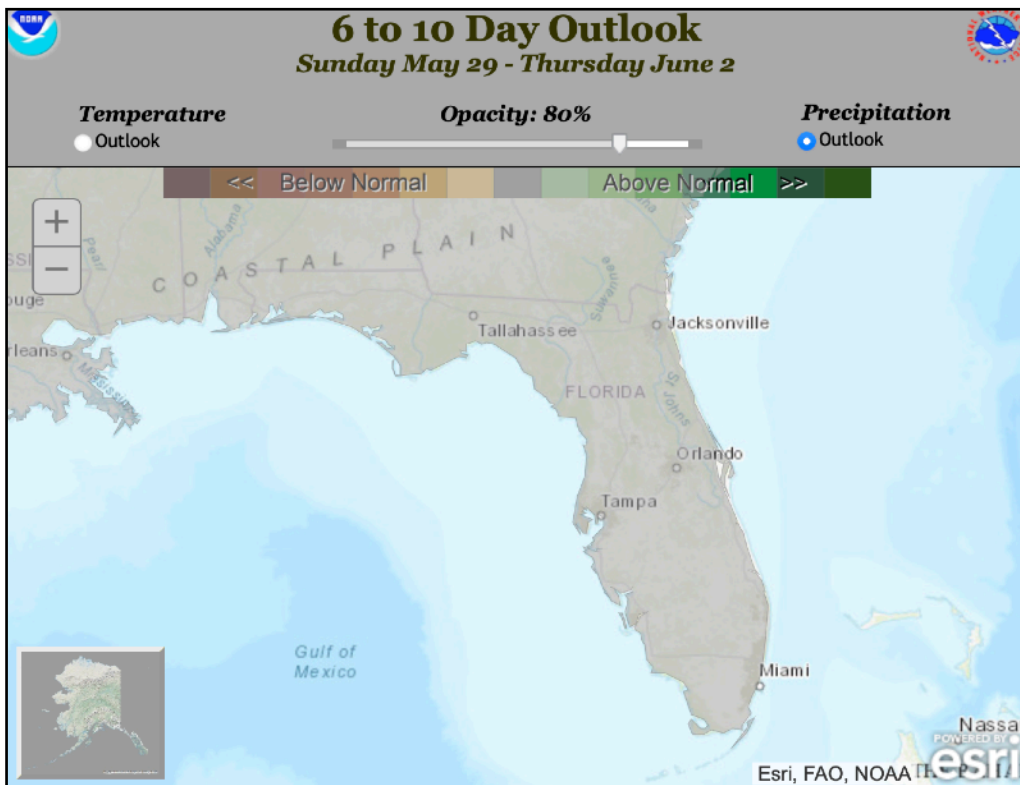 NOAA
6 to 10 Day Outlook
Sunday May 29 - Thursday June 2
Temperature
Outlook
Opacity: 80%
Precipitation
Outlook
<< Below Normal
Above Normal >>
+
−
Alabama
Pearl
COASTAL PLAIN
Suwannee
Tallahassee
Jacksonville
ouge
rleans
Mississippi
FLORIDA
St Johns
Orlando
Tampa
Gulf of
Mexico
Miami
Nassa
POWERED BY
esri
Esri, FAO, NOAA